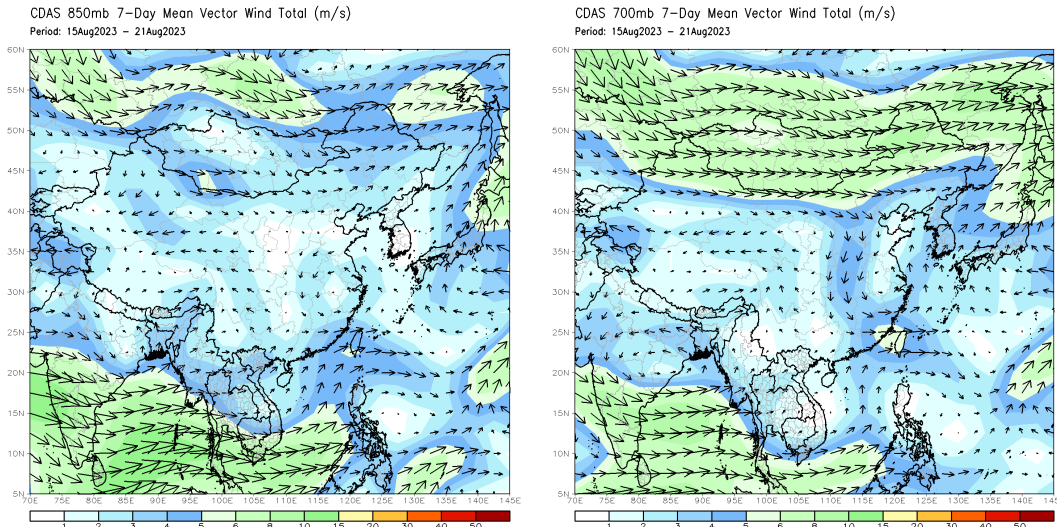 CDAS 850mb 7-Day Mean Vector Wind Total (m/s)
Period: 15Aug2023 - 21Aug2023
60N
55N
50N
45N
40N
35N
30N
25N
20N
15N
10N
5N
70E 75E 80E 85E 90E 95E 100E 105E 110E 115E 120E 125E 130E 135E 140E 145E
1 2 3 4 5 6 8 10 15 20 30 40 50
CDAS 700mb 7-Day Mean Vector Wind Total (m/s)
Period: 15Aug2023 - 21Aug2023
60N
55N
50N
45N
40N
35N
30N
25N
20N
15N
10N
5N
70E 75E 80E 85E 90E 95E 100E 105E 110E 115E 120E 125E 130E 135E 140E 145E
1 2 3 4 5 6 8 10 15 20 30 40 50